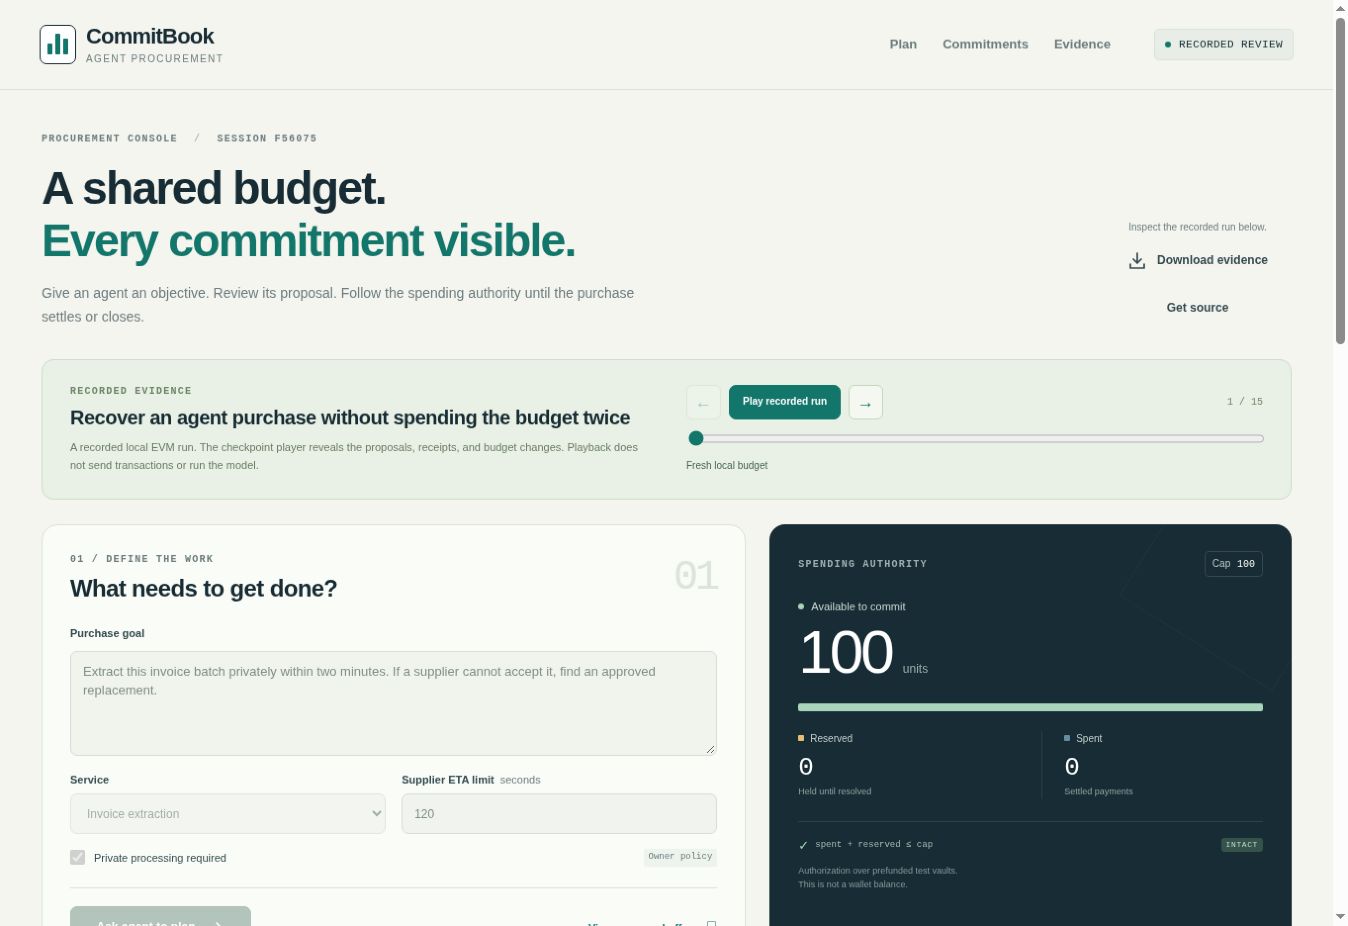 CommitBook
AGENT PROCUREMENT
Plan
Commitments
Evidence
RECORDED REVIEW
PROCUREMENT CONSOLE / SESSION F56075
A shared budget.
Every commitment visible.
Give an agent an objective. Review its proposal. Follow the spending authority until the purchase
settles or closes.
Inspect the recorded run below.
Download evidence
Get source
RECORDED EVIDENCE
Recover an agent purchase without spending the budget twice
A recorded local EVM run. The checkpoint player reveals the proposals, receipts, and budget changes. Playback does
not send transactions or run the model.
← Play recorded run →
1 / 15
Fresh local budget
01 / DEFINE THE WORK
What needs to get done?
01
Purchase goal
Extract this invoice batch privately within two minutes. If a supplier cannot accept it, find an approved
replacement.
Service
Invoice extraction
Supplier ETA limit seconds
120
Private processing required
Owner policy
SPENDING AUTHORITY
Cap 100
Available to commit
100 units
Reserved
0
Held until resolved
Spent
0
Settled payments
✓ spent + reserved ≤ cap
INTACT
Authorization over prefunded test vaults.
This is not a wallet balance.